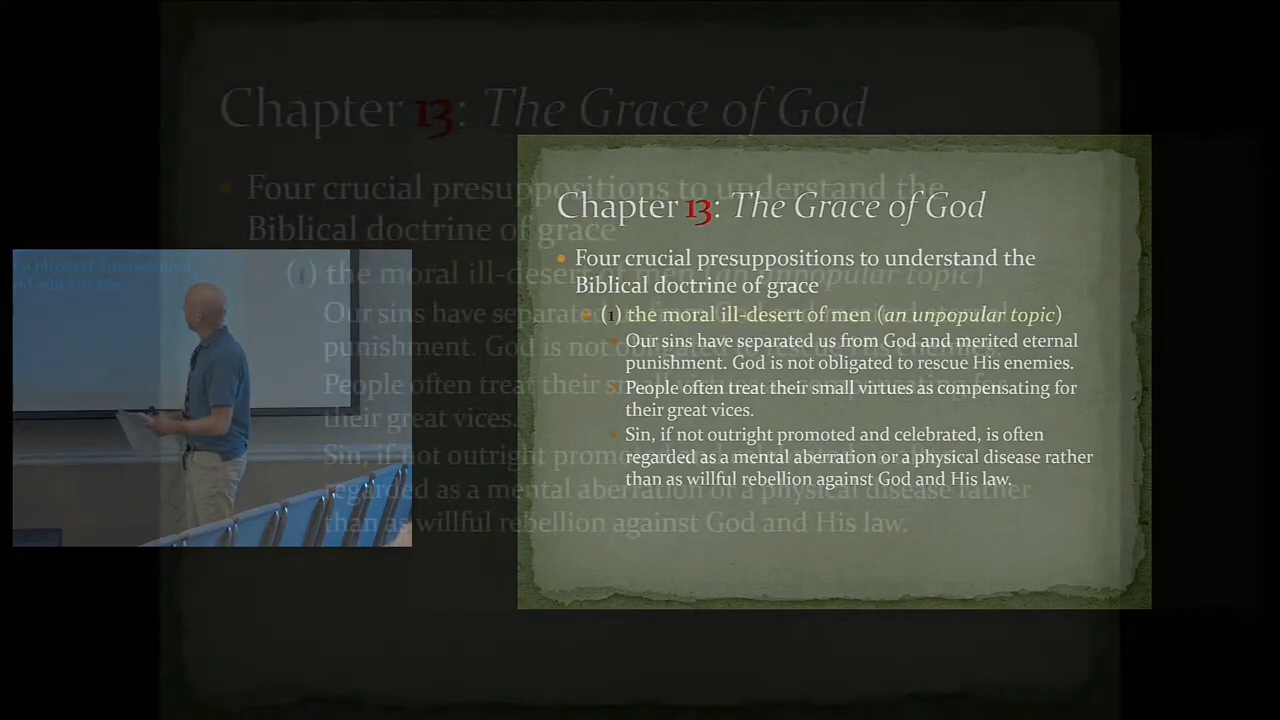 Chapter 13: The Grace of God
Four crucial presuppositions to understand the
Biblical doctrine of grace
(1) the moral ill-desert of men (an unpopular topic)
Our sins have separated us from God and merited eternal
punishment. God is not obligated to rescue His enemies.
People often treat their small virtues as compensating for
their great vices.
Sin, if not outright promoted and celebrated, is often
regarded as a mental aberration or a physical disease rather
than as willful rebellion against God and His law.